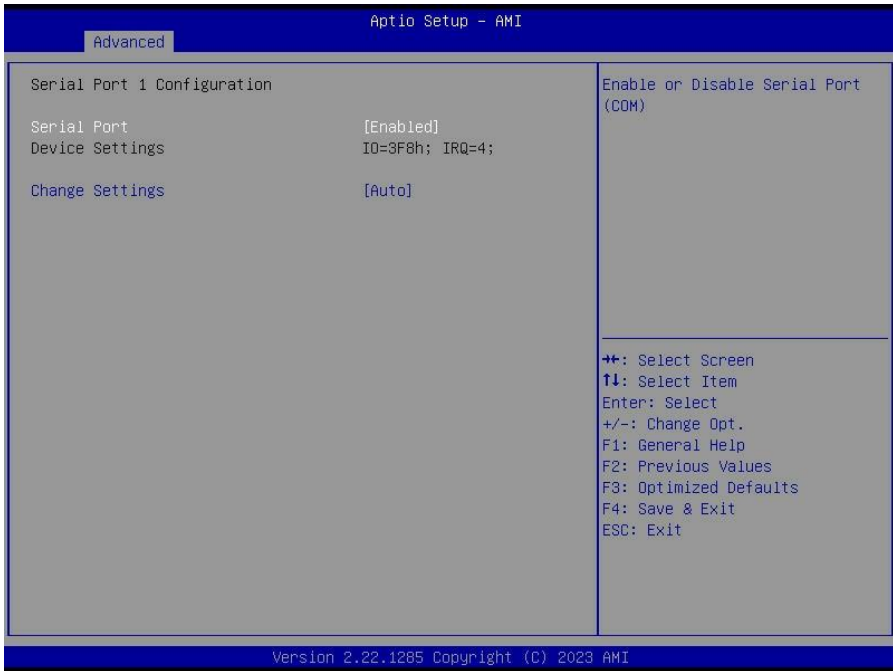 Aptio Setup – AMI
Advanced
Serial Port 1 Configuration
Serial Port [Enabled]
Device Settings IO=3F8h; IRQ=4;
Change Settings [Auto]
Enable or Disable Serial Port
(COM)
→←: Select Screen
↑↓: Select Item
Enter: Select
+/-: Change Opt.
F1: General Help
F2: Previous Values
F3: Optimized Defaults
F4: Save & Exit
ESC: Exit
Version 2.22.1285 Copyright (C) 2023 AMI